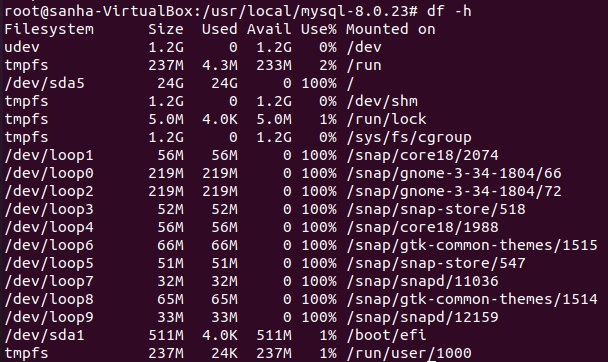 root@sanha-VirtualBox:/usr/local/mysql-8.0.23# df -h
Filesystem      Size  Used Avail Use% Mounted on
udev            1.2G     0  1.2G   0% /dev
tmpfs           237M  4.3M  233M   2% /run
/dev/sda5        24G   24G     0 100% /
tmpfs           1.2G     0  1.2G   0% /dev/shm
tmpfs           5.0M  4.0K  5.0M   1% /run/lock
tmpfs           1.2G     0  1.2G   0% /sys/fs/cgroup
/dev/loop1       56M   56M     0 100% /snap/core18/2074
/dev/loop0      219M  219M     0 100% /snap/gnome-3-34-1804/66
/dev/loop2      219M  219M     0 100% /snap/gnome-3-34-1804/72
/dev/loop3       52M   52M     0 100% /snap/snap-store/518
/dev/loop4       56M   56M     0 100% /snap/core18/1988
/dev/loop6       66M   66M     0 100% /snap/gtk-common-themes/1515
/dev/loop5       51M   51M     0 100% /snap/snap-store/547
/dev/loop7       32M   32M     0 100% /snap/snapd/11036
/dev/loop8       65M   65M     0 100% /snap/gtk-common-themes/1514
/dev/loop9       33M   33M     0 100% /snap/snapd/12159
/dev/sda1       511M  4.0K  511M   1% /boot/efi
tmpfs           237M   24K  237M   1% /run/user/1000